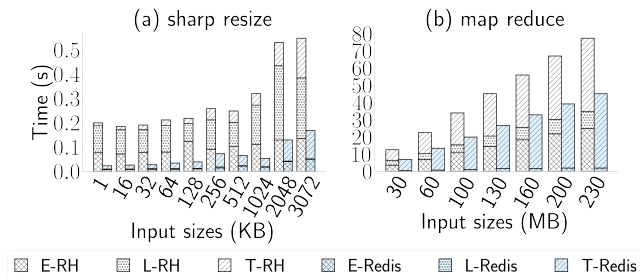 (a) sharp resize
(b) map reduce
Time (s)
0.5
0.4
0.3
0.2
0.1
0.0
80
70
60
50
40
30
20
10
0
1 16 32 64 128 256 512 1024 2048 3072
30 60 100 130 160 200 230
Input sizes (KB)
Input sizes (MB)
E-RH L-RH T-RH E-Redis L-Redis T-Redis